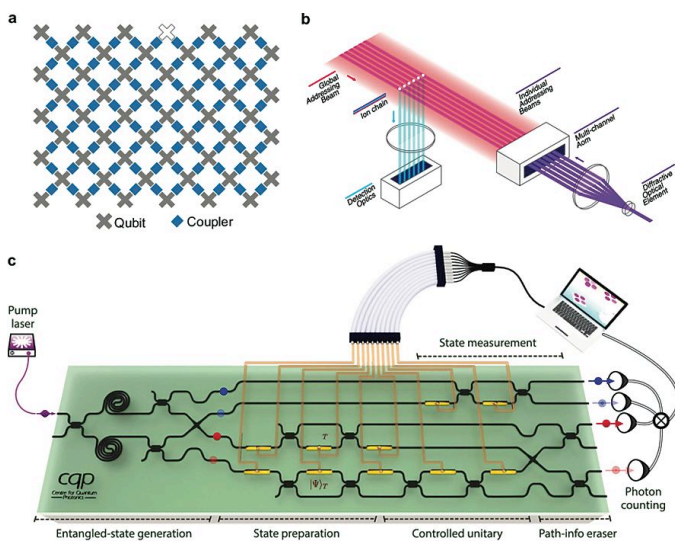 a
Qubit
Coupler
b
Global
Addressing
Beam
Ion chain
Detection
Optics
Individual
Addressing
Beams
Multi-channel
Aom
Diffractive
Optical
Element
c
Pump
laser
State measurement
T
|Ψ⟩T
cqp
Centre for Quantum
Photonics
Photon
counting
Entangled-state generation
State preparation
Controlled unitary
Path-info eraser